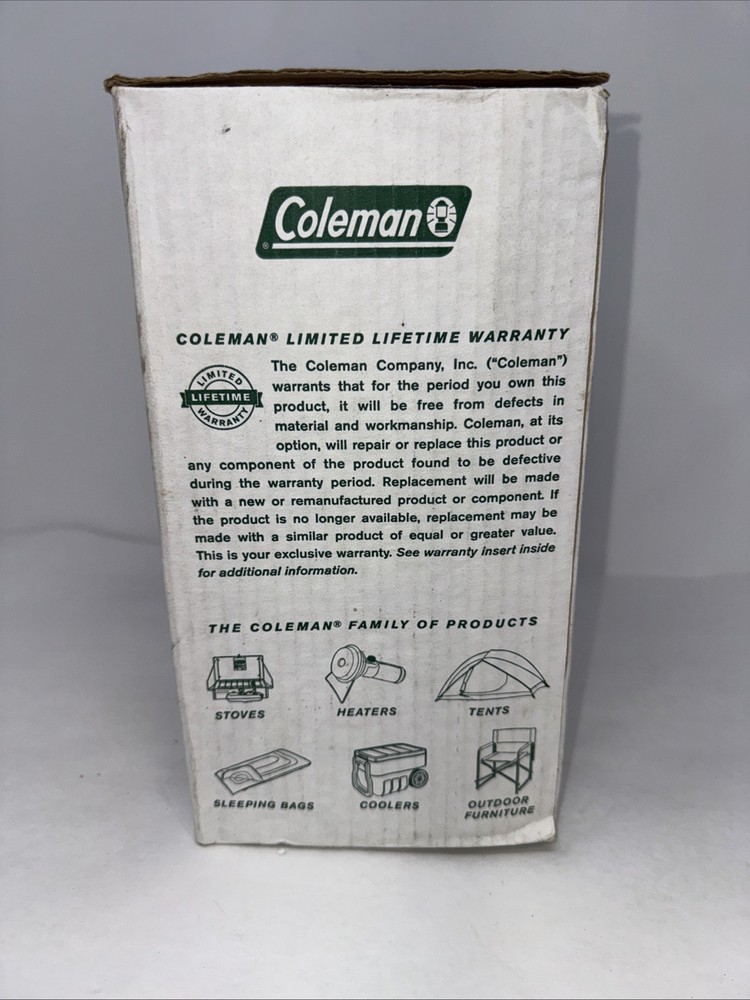 Coleman
®
COLEMAN® LIMITED LIFETIME WARRANTY
LIMITED
LIFETIME
WARRANTY
The Coleman Company, Inc. (“Coleman”)
warrants that for the period you own this
product, it will be free from defects in
material and workmanship. Coleman, at its
option, will repair or replace this product or
any component of the product found to be defective
during the warranty period. Replacement will be made
with a new or remanufactured product or component. If
the product is no longer available, replacement may be
made with a similar product of equal or greater value.
This is your exclusive warranty. See warranty insert inside
for additional information.
THE COLEMAN® FAMILY OF PRODUCTS
STOVES
HEATERS
TENTS
SLEEPING BAGS
COOLERS
OUTDOOR
FURNITURE